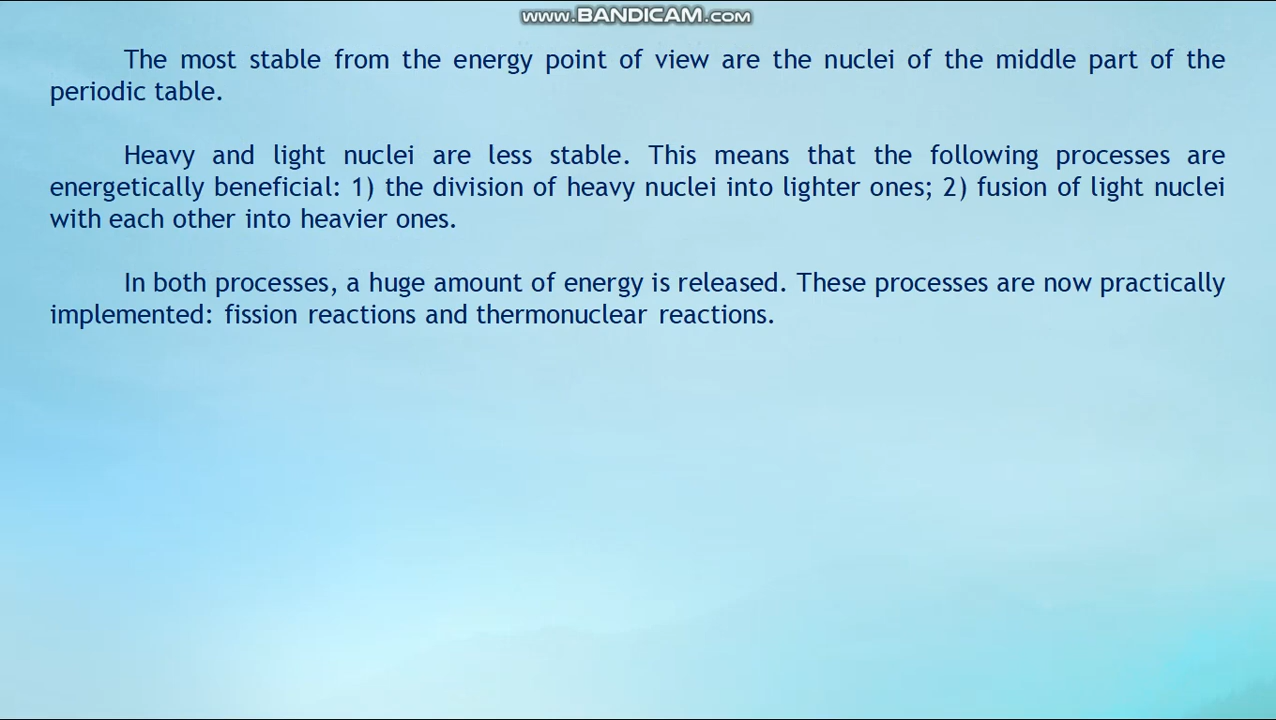 www.BANDICAM.com
The most stable from the energy point of view are the nuclei of the middle part of the
periodic table.
Heavy and light nuclei are less stable. This means that the following processes are
energetically beneficial: 1) the division of heavy nuclei into lighter ones; 2) fusion of light nuclei
with each other into heavier ones.
In both processes, a huge amount of energy is released. These processes are now practically
implemented: fission reactions and thermonuclear reactions.